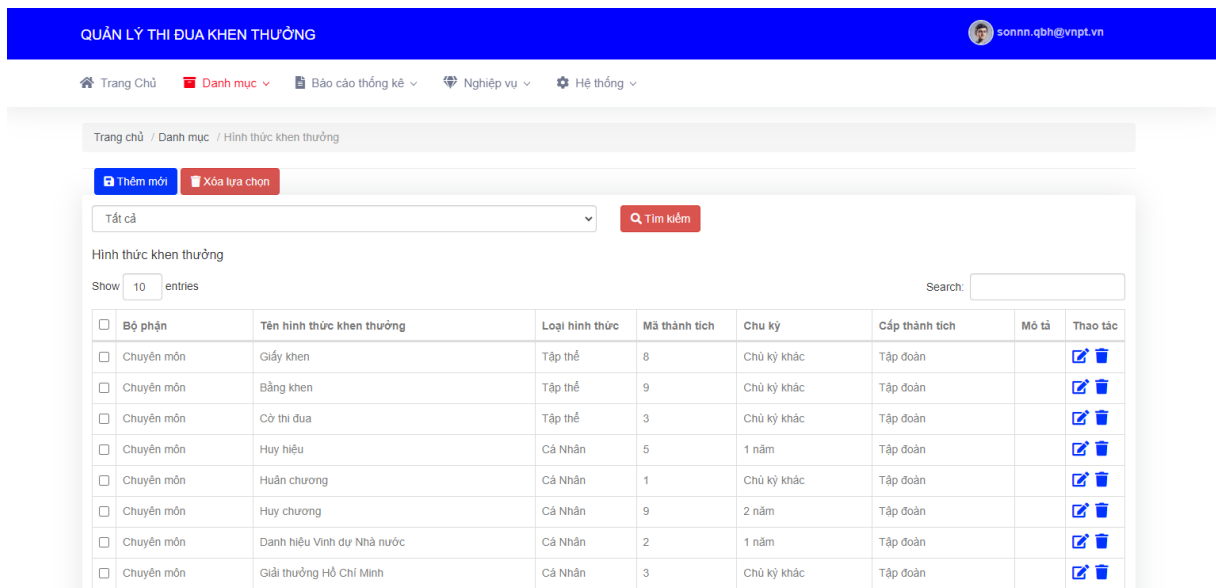 QUẢN LÝ THI ĐUA KHEN THƯỞNG
sonnn.qbh@vnpt.vn
Trang Chủ Danh mục Báo cáo thống kê Nghiệp vụ Hệ thống
Trang chủ / Danh mục / Hình thức khen thưởng
Thêm mới Xóa lựa chọn
Tất cả Tìm kiếm
Hình thức khen thưởng
Show 10 entries Search:
Bộ phận Tên hình thức khen thưởng Loại hình thức Mã thành tích Chu kỳ Cấp thành tích Mô tả Thao tác
Chuyên môn Giấy khen Tập thể 8 Chù kỳ khác Tập đoàn
Chuyên môn Bằng khen Tập thể 9 Chù kỳ khác Tập đoàn
Chuyên môn Cờ thi đua Tập thể 3 Chù kỳ khác Tập đoàn
Chuyên môn Huy hiệu Cá Nhân 5 1 năm Tập đoàn
Chuyên môn Huân chương Cá Nhân 1 Chù kỳ khác Tập đoàn
Chuyên môn Huy chương Cá Nhân 9 2 năm Tập đoàn
Chuyên môn Danh hiệu Vinh dự Nhà nước Cá Nhân 2 1 năm Tập đoàn
Chuyên môn Giải thưởng Hồ Chí Minh Cá Nhân 3 Chù kỳ khác Tập đoàn